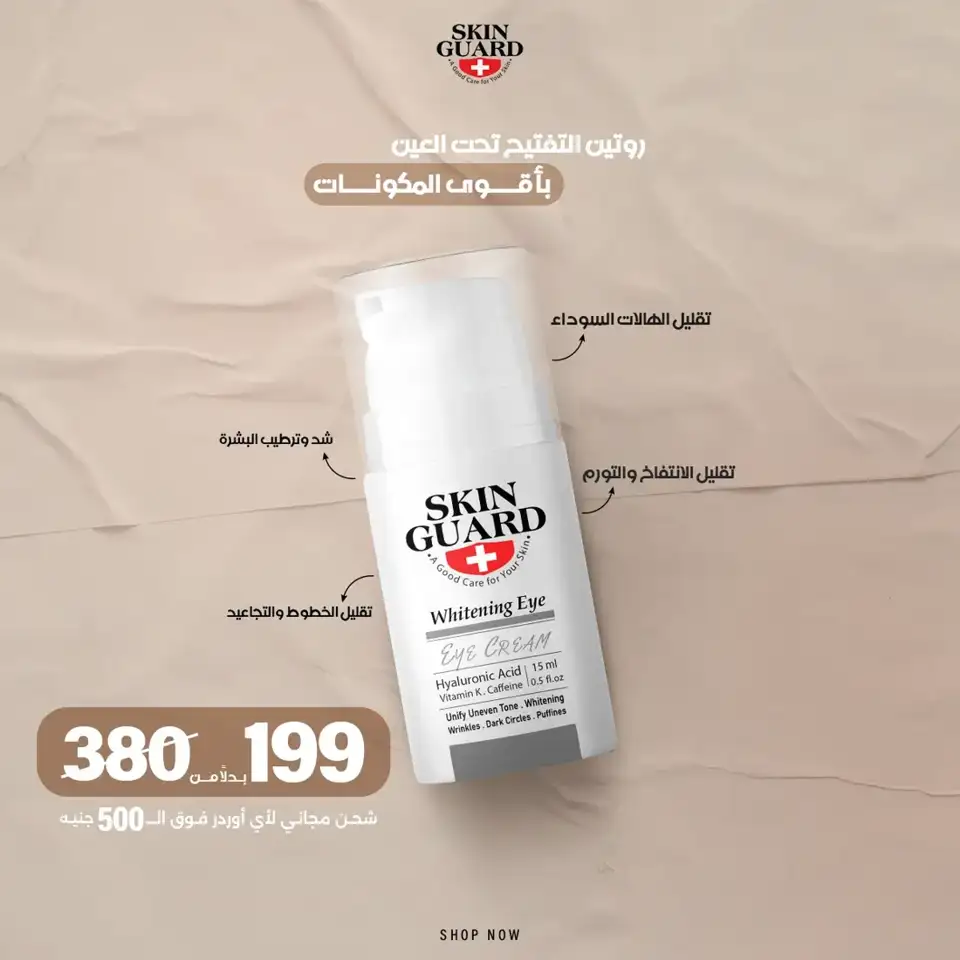 SKIN
GUARD
A Good Care for Your Skin
روتين التفتيح تحت العين
بأقـــوى المكونـــات
تقليل الهالات السوداء
شد وترطيب البشرة
تقليل الانتفاخ والتورم
تقليل الخطوط والتجاعيد
SKIN
GUARD
A Good Care for Your Skin
Whitening Eye
EYE CREAM
Hyaluronic Acid
Vitamin K . Caffeine
15 ml
0.5 fl.oz
Unify Uneven Tone . Whitening
Wrinkles . Dark Circles . Puffines
199 بدلاً من 380
شحن مجاني لأي أوردر فوق الـ 500 جنيه
SHOP NOW